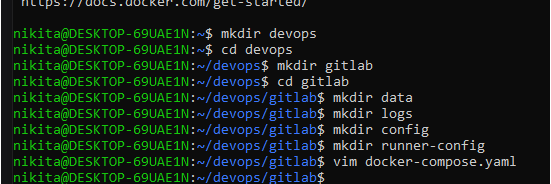 https://docs.docker.com/get-started/
nikita@DESKTOP-69UAE1N:~$ mkdir devops
nikita@DESKTOP-69UAE1N:~$ cd devops
nikita@DESKTOP-69UAE1N:~/devops$ mkdir gitlab
nikita@DESKTOP-69UAE1N:~/devops$ cd gitlab
nikita@DESKTOP-69UAE1N:~/devops/gitlab$ mkdir data
nikita@DESKTOP-69UAE1N:~/devops/gitlab$ mkdir logs
nikita@DESKTOP-69UAE1N:~/devops/gitlab$ mkdir config
nikita@DESKTOP-69UAE1N:~/devops/gitlab$ mkdir runner-config
nikita@DESKTOP-69UAE1N:~/devops/gitlab$ vim docker-compose.yaml
nikita@DESKTOP-69UAE1N:~/devops/gitlab$